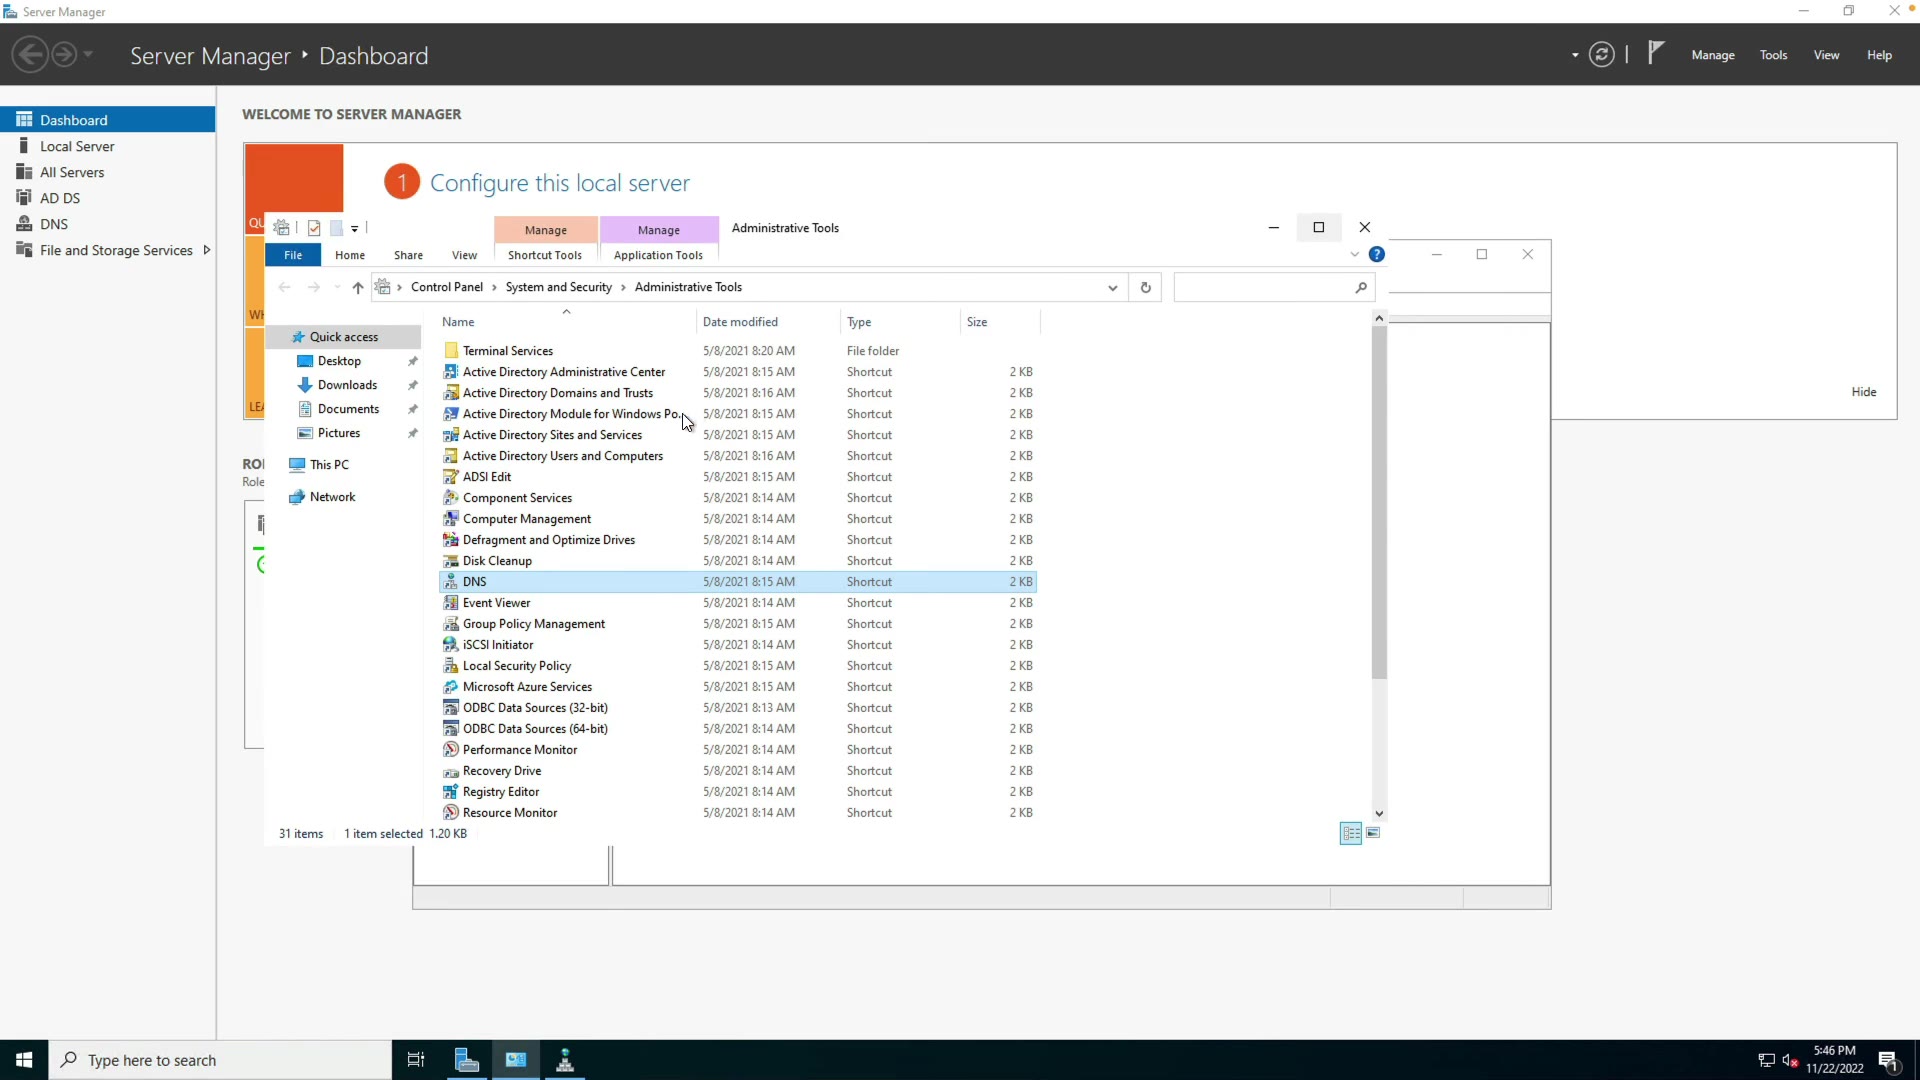 Server Manager
Server Manager ‣ Dashboard
Manage Tools View Help
Dashboard
Local Server
All Servers
AD DS
DNS
File and Storage Services
WELCOME TO SERVER MANAGER
1 Configure this local server
QU
WH
LEA
Hide
RO
Role
Manage Manage Administrative Tools
File Home Share View Shortcut Tools Application Tools
Control Panel › System and Security › Administrative Tools
Quick access
Desktop
Downloads
Documents
Pictures
This PC
Network
Name Date modified Type Size
Terminal Services 5/8/2021 8:20 AM File folder
Active Directory Administrative Center 5/8/2021 8:15 AM Shortcut 2 KB
Active Directory Domains and Trusts 5/8/2021 8:16 AM Shortcut 2 KB
Active Directory Module for Windows Po... 5/8/2021 8:15 AM Shortcut 2 KB
Active Directory Sites and Services 5/8/2021 8:15 AM Shortcut 2 KB
Active Directory Users and Computers 5/8/2021 8:16 AM Shortcut 2 KB
ADSI Edit 5/8/2021 8:15 AM Shortcut 2 KB
Component Services 5/8/2021 8:14 AM Shortcut 2 KB
Computer Management 5/8/2021 8:14 AM Shortcut 2 KB
Defragment and Optimize Drives 5/8/2021 8:14 AM Shortcut 2 KB
Disk Cleanup 5/8/2021 8:14 AM Shortcut 2 KB
DNS 5/8/2021 8:15 AM Shortcut 2 KB
Event Viewer 5/8/2021 8:14 AM Shortcut 2 KB
Group Policy Management 5/8/2021 8:15 AM Shortcut 2 KB
iSCSI Initiator 5/8/2021 8:14 AM Shortcut 2 KB
Local Security Policy 5/8/2021 8:15 AM Shortcut 2 KB
Microsoft Azure Services 5/8/2021 8:15 AM Shortcut 2 KB
ODBC Data Sources (32-bit) 5/8/2021 8:13 AM Shortcut 2 KB
ODBC Data Sources (64-bit) 5/8/2021 8:14 AM Shortcut 2 KB
Performance Monitor 5/8/2021 8:14 AM Shortcut 2 KB
Recovery Drive 5/8/2021 8:14 AM Shortcut 2 KB
Registry Editor 5/8/2021 8:14 AM Shortcut 2 KB
Resource Monitor 5/8/2021 8:14 AM Shortcut 2 KB
31 items 1 item selected 1.20 KB
Type here to search
5:46 PM
11/22/2022
1